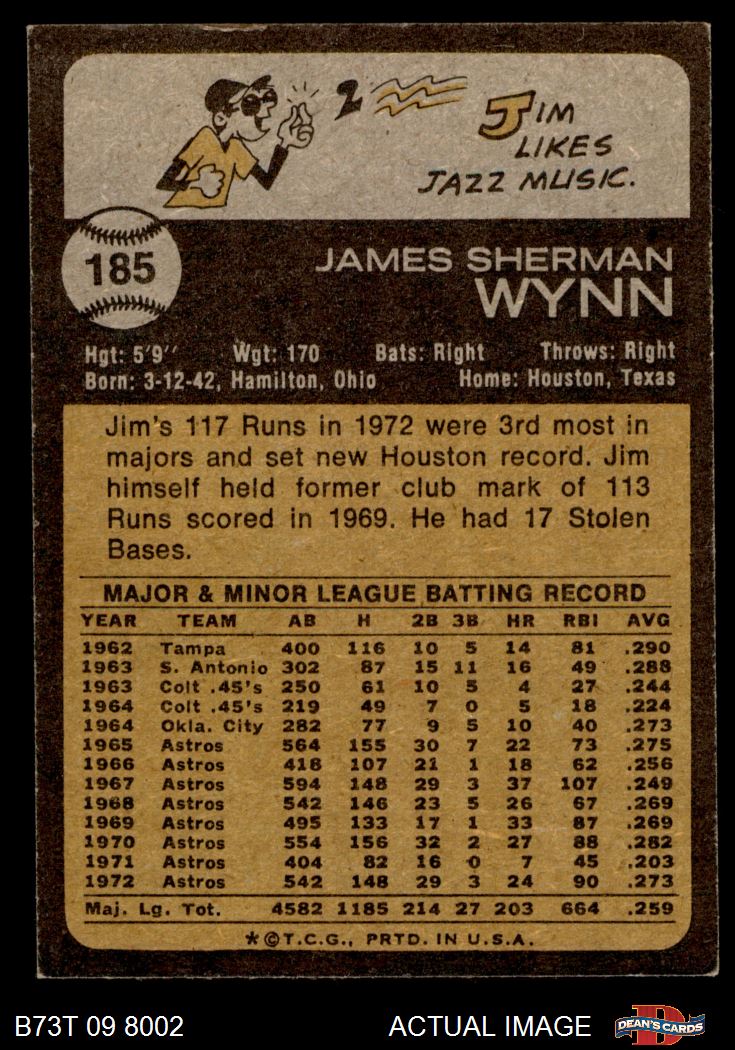 2
JIM
LIKES
JAZZ MUSIC.
185
JAMES SHERMAN
WYNN
Hgt: 5'9" Wgt: 170 Bats: Right Throws: Right
Born: 3-12-42, Hamilton, Ohio Home: Houston, Texas
Jim's 117 Runs in 1972 were 3rd most in
majors and set new Houston record. Jim
himself held former club mark of 113
Runs scored in 1969. He had 17 Stolen
Bases.
MAJOR & MINOR LEAGUE BATTING RECORD
YEAR TEAM AB H 2B 3B HR RBI AVG
1962 Tampa 400 116 10 5 14 81 .290
1963 S. Antonio 302 87 15 11 16 49 .288
1963 Colt .45's 250 61 10 5 4 27 .244
1964 Colt .45's 219 49 7 0 5 18 .224
1964 Okla. City 282 77 9 5 10 40 .273
1965 Astros 564 155 30 7 22 73 .275
1966 Astros 418 107 21 1 18 62 .256
1967 Astros 594 148 29 3 37 107 .249
1968 Astros 542 146 23 5 26 67 .269
1969 Astros 495 133 17 1 33 87 .269
1970 Astros 554 156 32 2 27 88 .282
1971 Astros 404 82 16 0 7 45 .203
1972 Astros 542 148 29 3 24 90 .273
Maj. Lg. Tot. 4582 1185 214 27 203 664 .259
*©T.C.G., PRTD. IN U.S.A.
B73T 09 8002 ACTUAL IMAGE DEAN'S CARDS